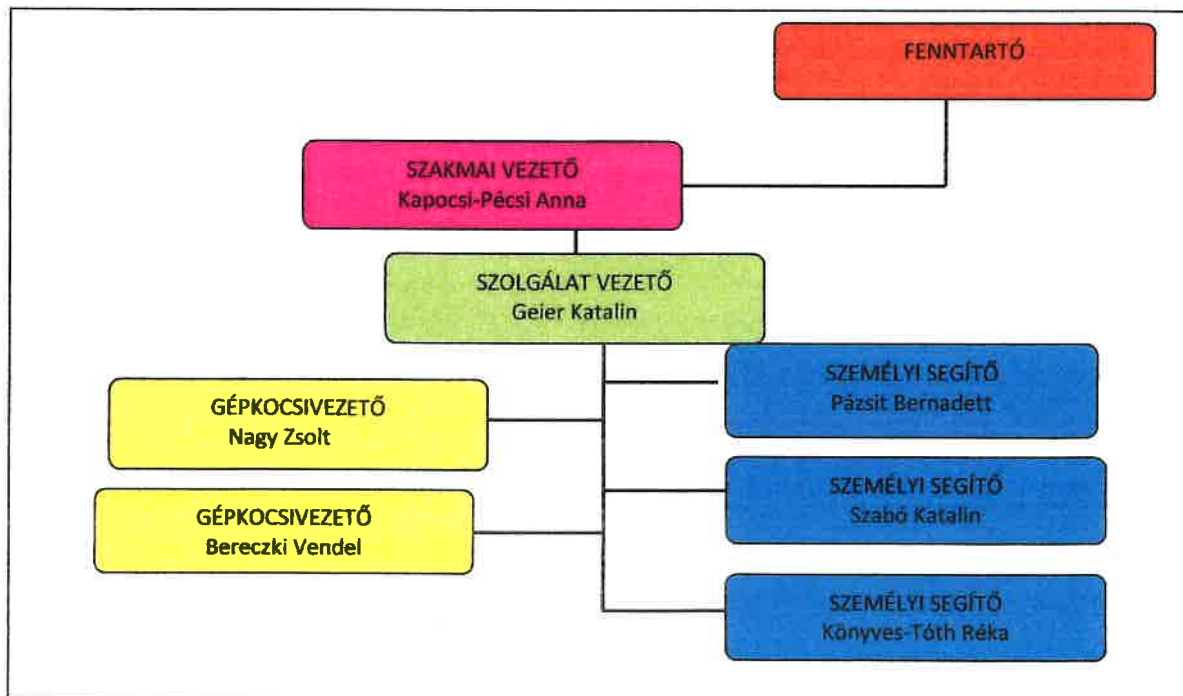 FENNTARTÓ
SZAKMAI VEZETŐ
Kapocsi-Pécsi Anna
SZOLGÁLAT VEZETŐ
Geier Katalin
SZEMÉLYI SEGÍTŐ
Pázsit Bernadett
GÉPKOCSIVEZETŐ
Nagy Zsolt
SZEMÉLYI SEGÍTŐ
Szabó Katalin
GÉPKOCSIVEZETŐ
Bereczki Vendel
SZEMÉLYI SEGÍTŐ
Könyves-Tóth Réka